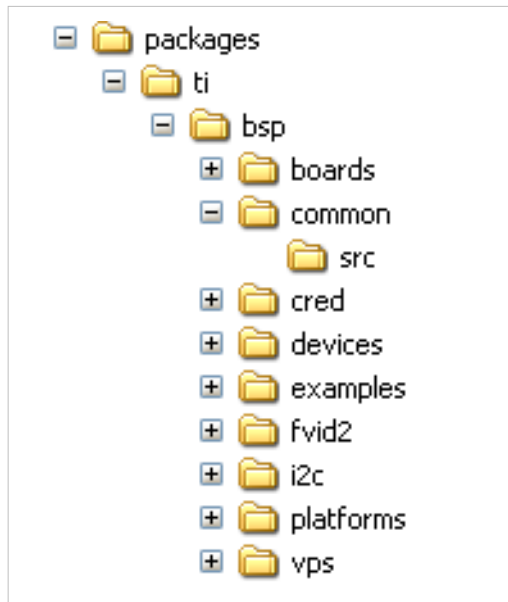 packages
ti
bsp
boards
common
src
cred
devices
examples
fvid2
i2c
platforms
vps